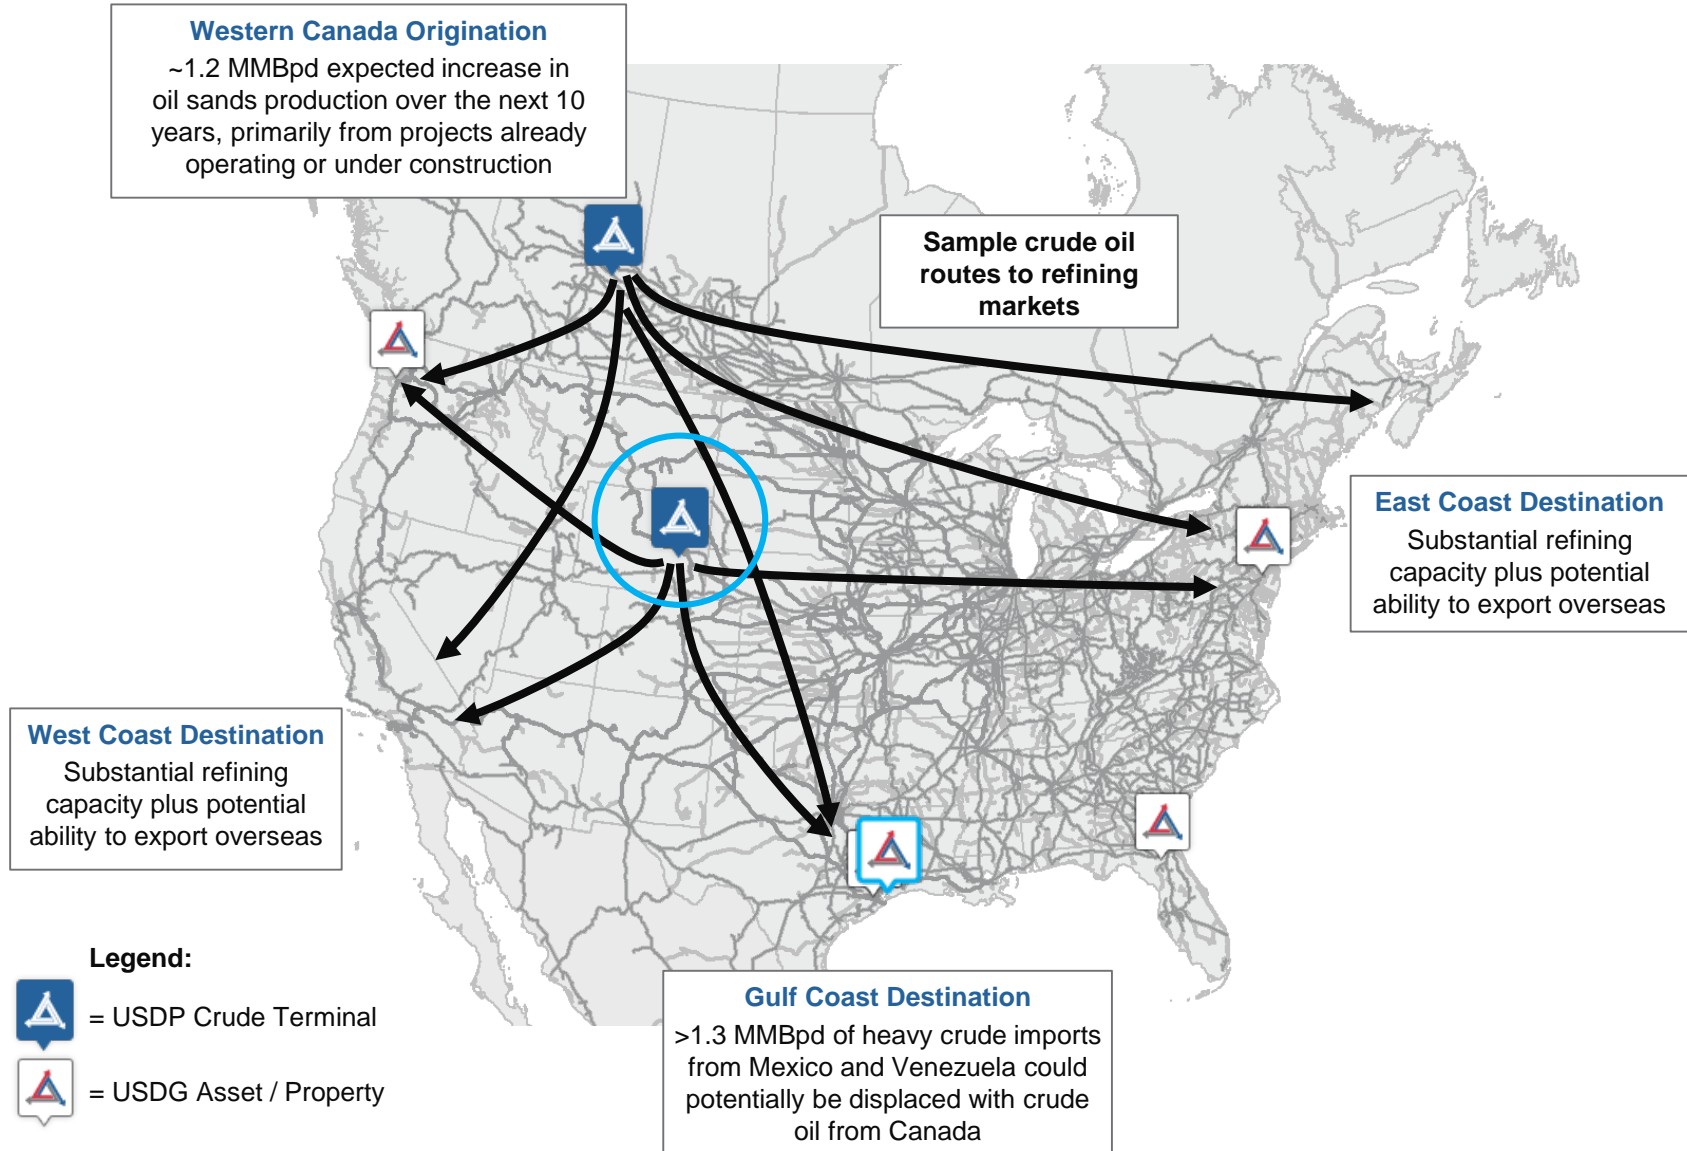 Western Canada Origination
~1.2 MMBpd expected increase in
oil sands production over the next 10
years, primarily from projects already
operating or under construction
Sample crude oil
routes to refining
markets
East Coast Destination
Substantial refining
capacity plus potential
ability to export overseas
West Coast Destination
Substantial refining
capacity plus potential
ability to export overseas
Legend:
= USDP Crude Terminal
= USDG Asset / Property
Gulf Coast Destination
>1.3 MMBpd of heavy crude imports
from Mexico and Venezuela could
potentially be displaced with crude
oil from Canada